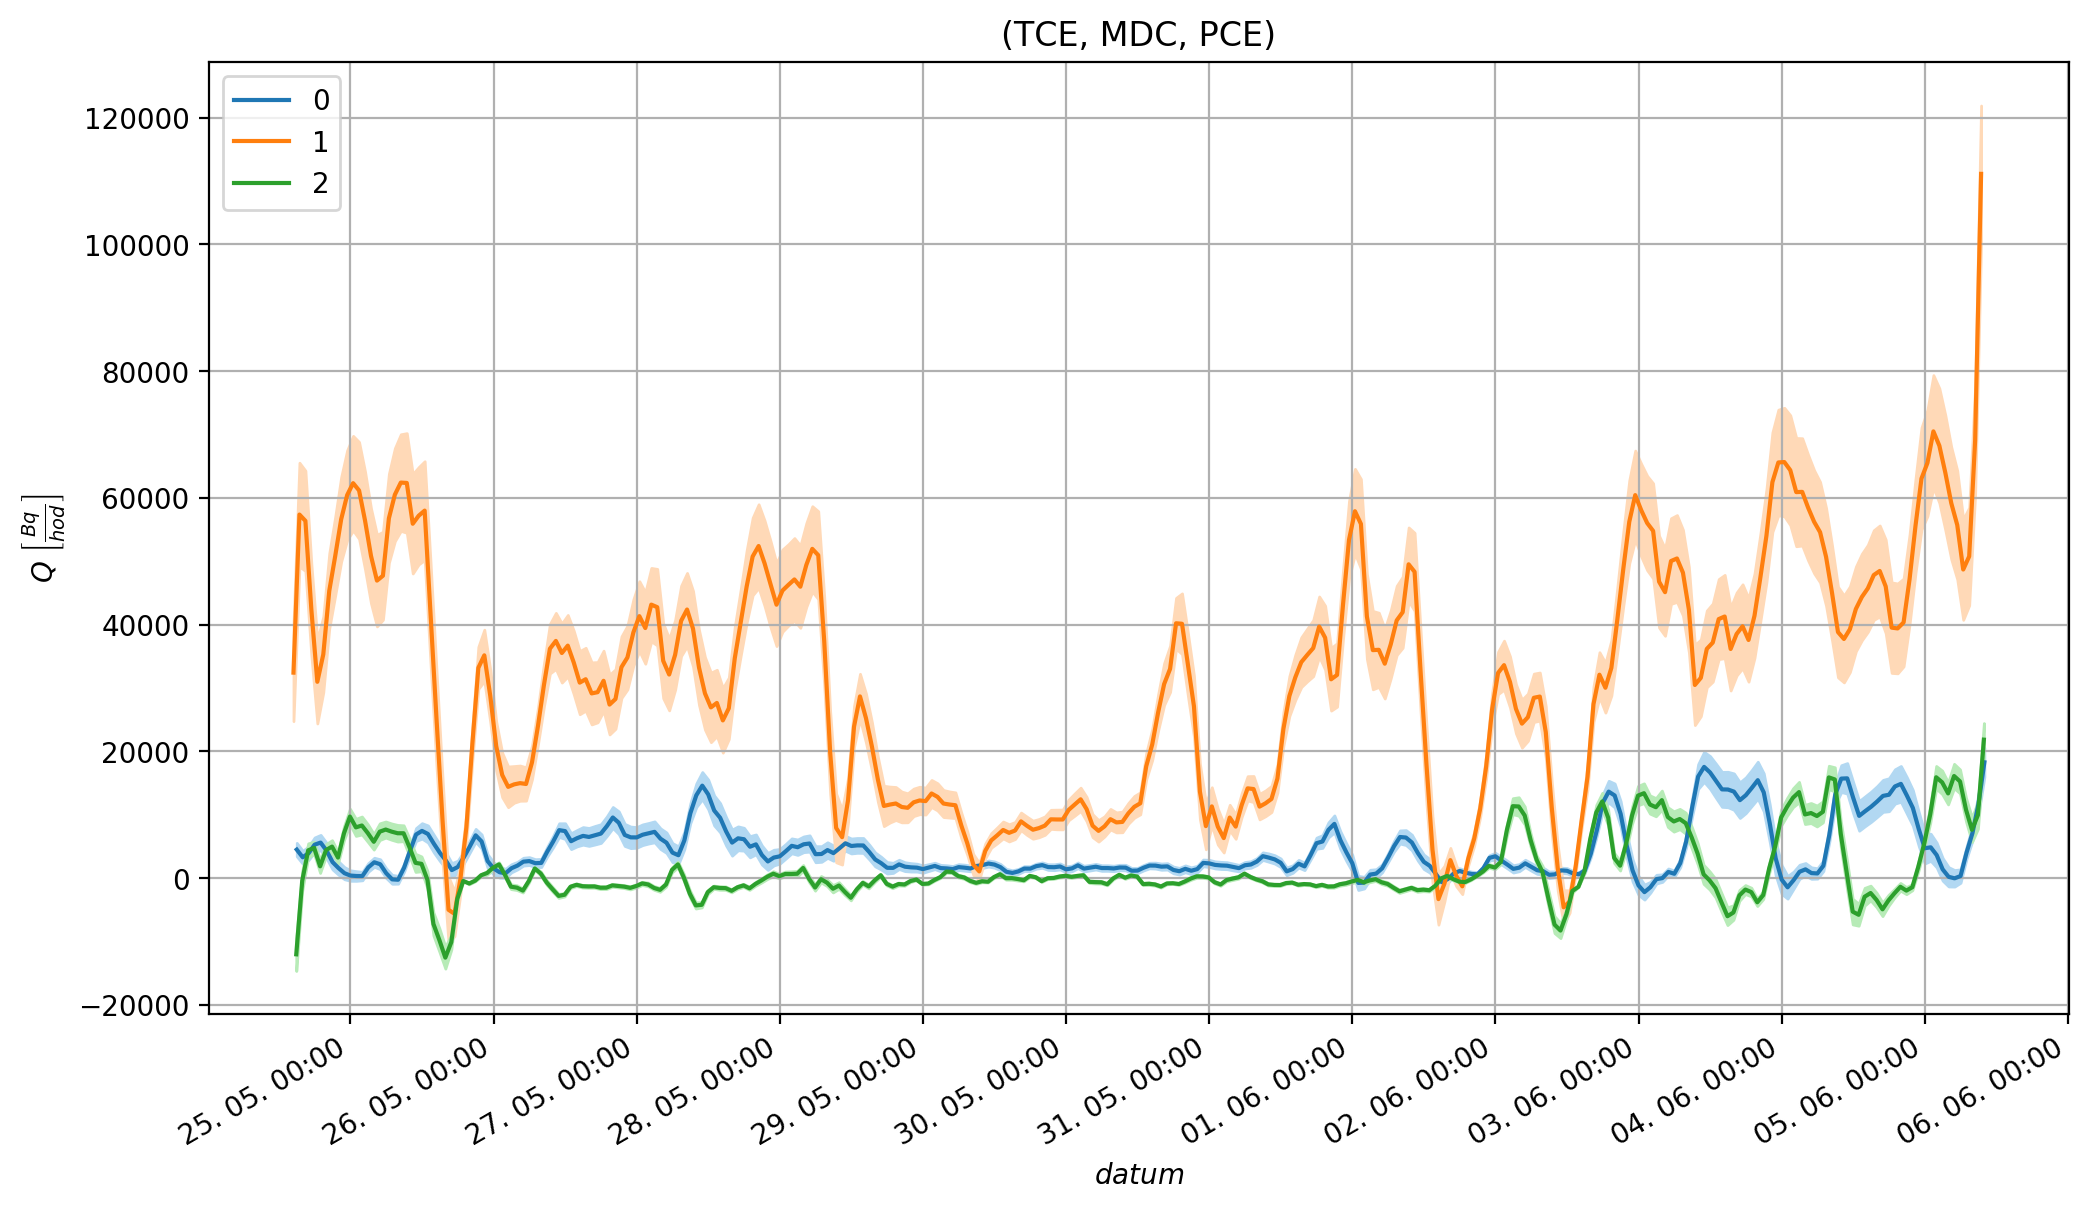 (TCE, MDC, PCE)
0
1
2
120000
100000
80000
60000
40000
20000
0
−20000
Q [Bq/hod]
25. 05. 00:00
26. 05. 00:00
27. 05. 00:00
28. 05. 00:00
29. 05. 00:00
30. 05. 00:00
31. 05. 00:00
01. 06. 00:00
02. 06. 00:00
03. 06. 00:00
04. 06. 00:00
05. 06. 00:00
06. 06. 00:00
datum